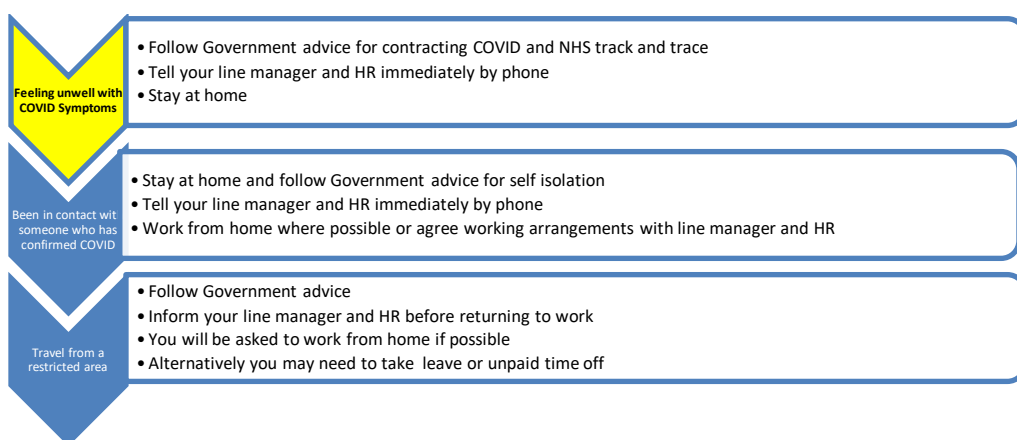 Feeling unwell with
COVID Symptoms
• Follow Government advice for contracting COVID and NHS track and trace
• Tell your line manager and HR immediately by phone
• Stay at home
Been in contact wit
someone who has
confirmed COVID
• Stay at home and follow Government advice for self isolation
• Tell your line manager and HR immediately by phone
• Work from home where possible or agree working arrangements with line manager and HR
Travel from a
restricted area
• Follow Government advice
• Inform your line manager and HR before returning to work
• You will be asked to work from home if possible
• Alternatively you may need to take leave or unpaid time off